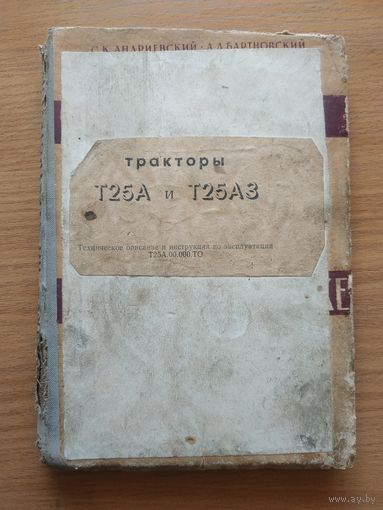 С.К.АНДРИЕВСКИЙ · А.А.БАРТНОВСКИЙ
тракторы
Т25А и Т25АЗ
Техническое описание и инструкция по эксплуатации
Т25А.00.000.ТО
Е
www.ay.by